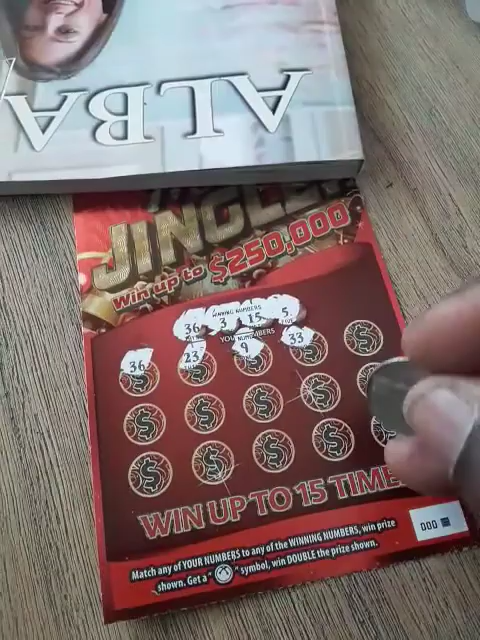 ALBA
JINGLE
Win up to $250,000
WINNING NUMBERS
36 3 15 5
YOUR NUMBERS
36 23 9 33
WIN UP TO 15 TIME
Match any of YOUR NUMBERS to any of the WINNING NUMBERS, win prize
shown. Get a " " symbol, win DOUBLE the prize shown.
000